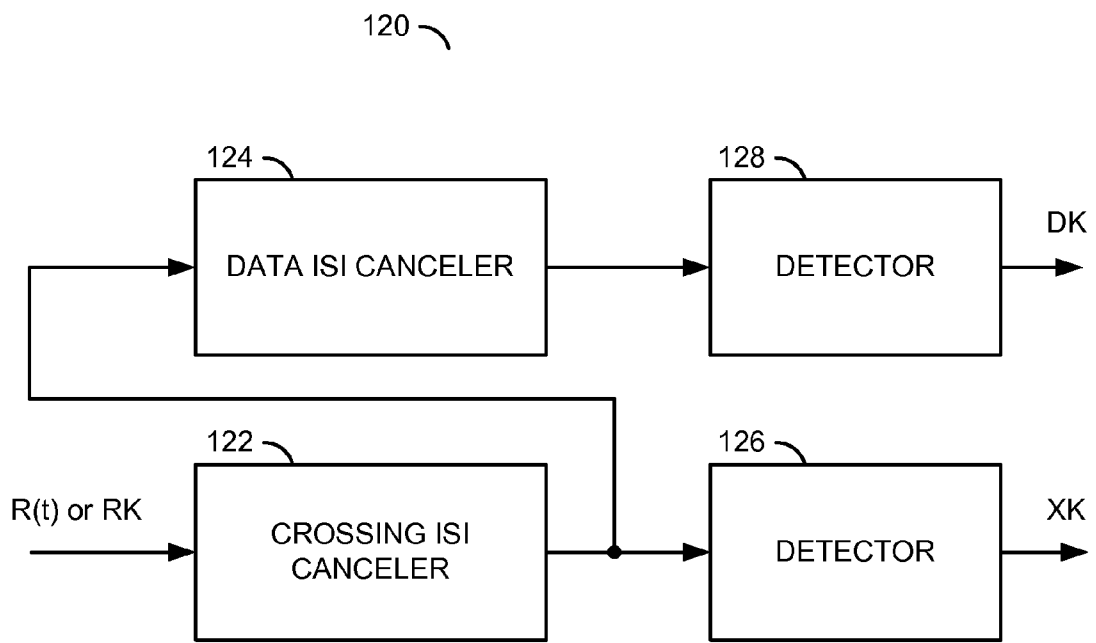 120
124
DATA ISI CANCELER
128
DETECTOR
DK
122
R(t) or RK
CROSSING ISI
CANCELER
126
DETECTOR
XK